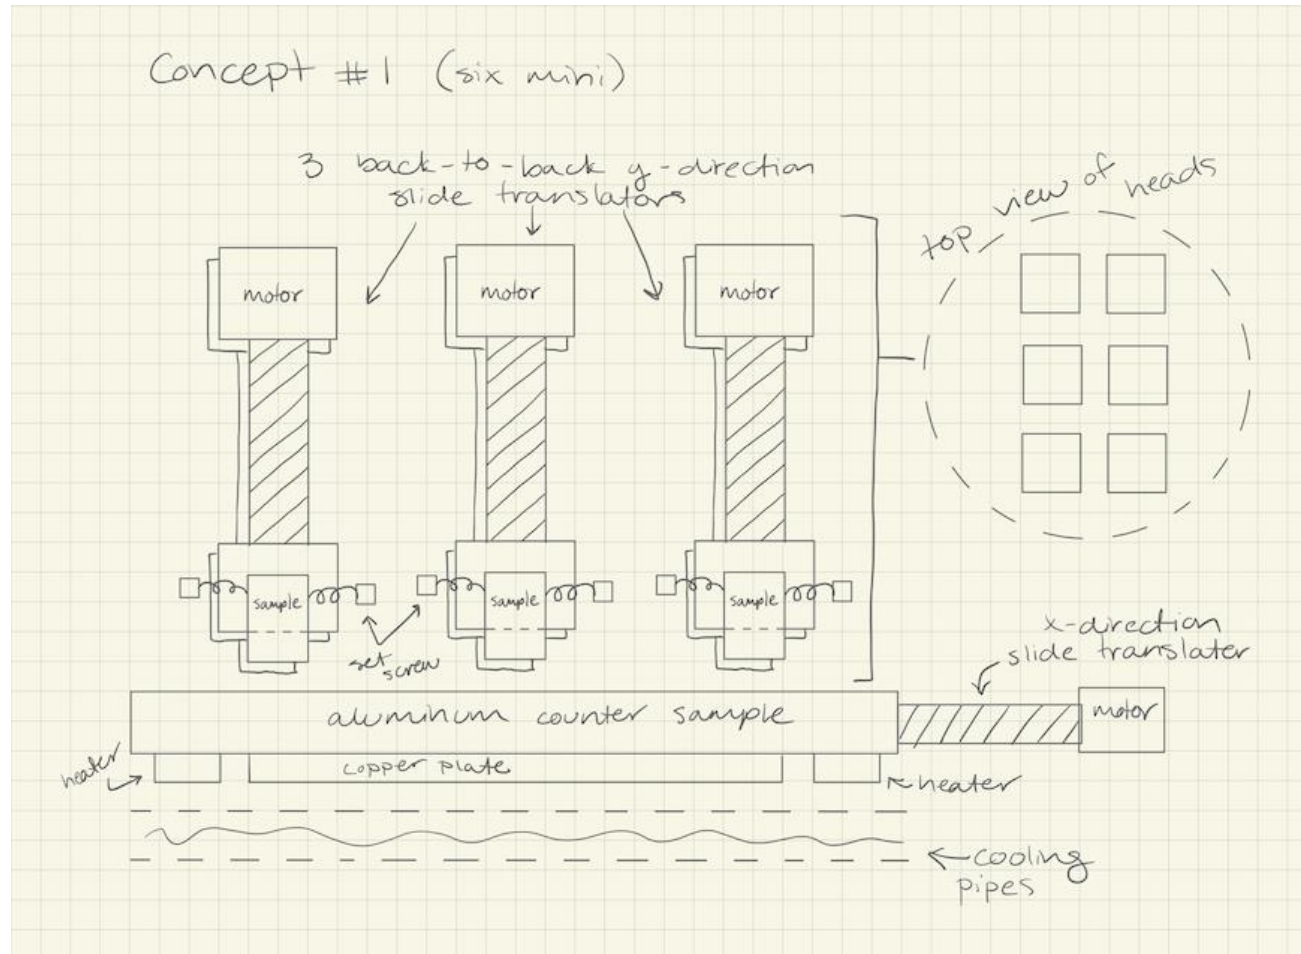 Concept #1 (six mini)
3 back-to-back y-direction
slide translators
top view of heads
motor
motor
motor
sample
sample
sample
set
screw
x-direction
slide translater
motor
aluminum counter sample
heater
copper plate
heater
cooling
pipes